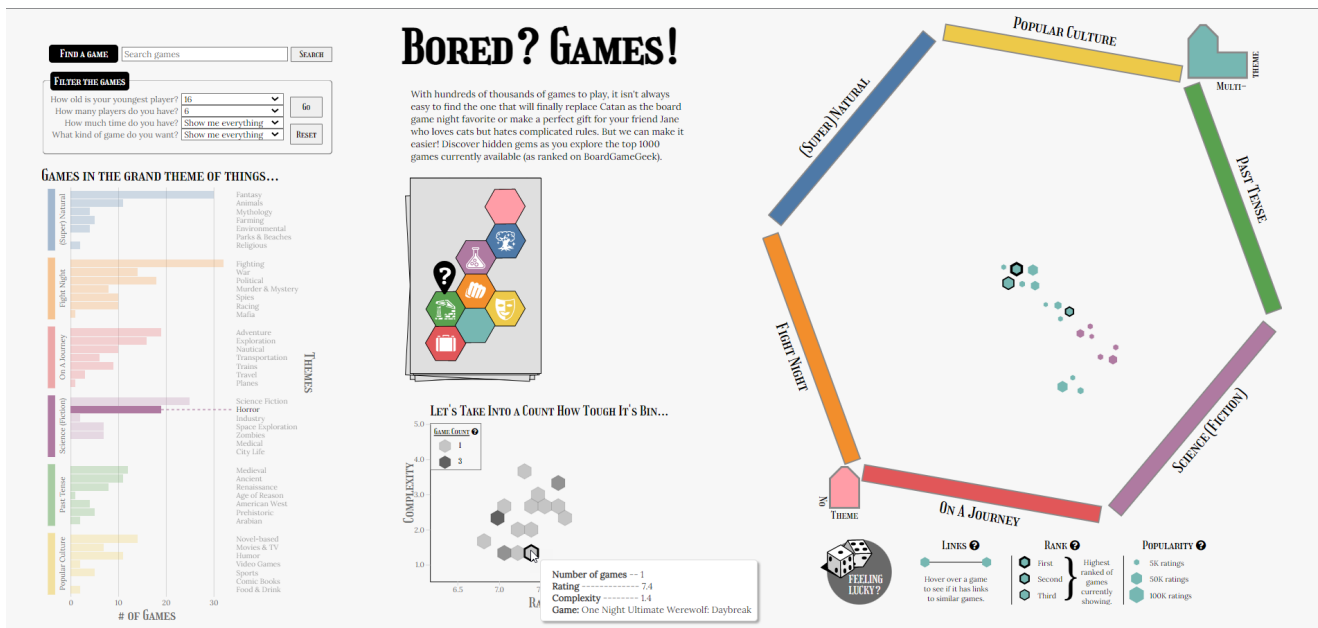 FIND A GAME
Search games
SEARCH
FILTER THE GAMES
How old is your youngest player? 16
How many players do you have? 6
How much time do you have? Show me everything
What kind of game do you want? Show me everything
GO
RESET
GAMES IN THE GRAND THEME OF THINGS...
(Super) Natural
Fantasy
Animals
Mythology
Farming
Environmental
Parks & Beaches
Religious
Fight Night
Fighting
War
Political
Murder & Mystery
Spies
Racing
Mafia
On A Journey
Adventure
Exploration
Nautical
Transportation
Trains
Travel
Planes
Science (Fiction)
Science Fiction
Horror
Industry
Space Exploration
Zombies
Medical
City Life
Past Tense
Medieval
Ancient
Renaissance
Age of Reason
American West
Prehistoric
Arabian
Popular Culture
Novel-based
Movies & TV
Humor
Video Games
Sports
Comic Books
Food & Drink
THEMES
0 10 20 30
# OF GAMES
BORED? GAMES!
With hundreds of thousands of games to play, it isn't always
easy to find the one that will finally replace Catan as the board
game night favorite or make a perfect gift for your friend Jane
who loves cats but hates complicated rules. But we can make it
easier! Discover hidden gems as you explore the top 1000
games currently available (as ranked on BoardGameGeek).
?
LET'S TAKE INTO A COUNT HOW TOUGH IT'S BIN...
GAME COUNT ?
1
3
COMPLEXITY
5.0
4.0
3.0
2.0
1.0
6.5 7.0
Number of games -- 1
Rating -------------- 7.4
Complexity -------- 1.4
Game: One Night Ultimate Werewolf: Daybreak
POPULAR CULTURE
(SUPER) NATURAL
MULTI-
THEME
PAST TENSE
FIGHT NIGHT
SCIENCE (FICTION)
ON A JOURNEY
NO
THEME
FEELING
LUCKY?
LINKS ?
Hover over a game
to see if it has links
to similar games.
RANK ?
First
Second
Third
Highest
ranked of
games
currently
showing.
POPULARITY ?
5K ratings
50K ratings
100K ratings